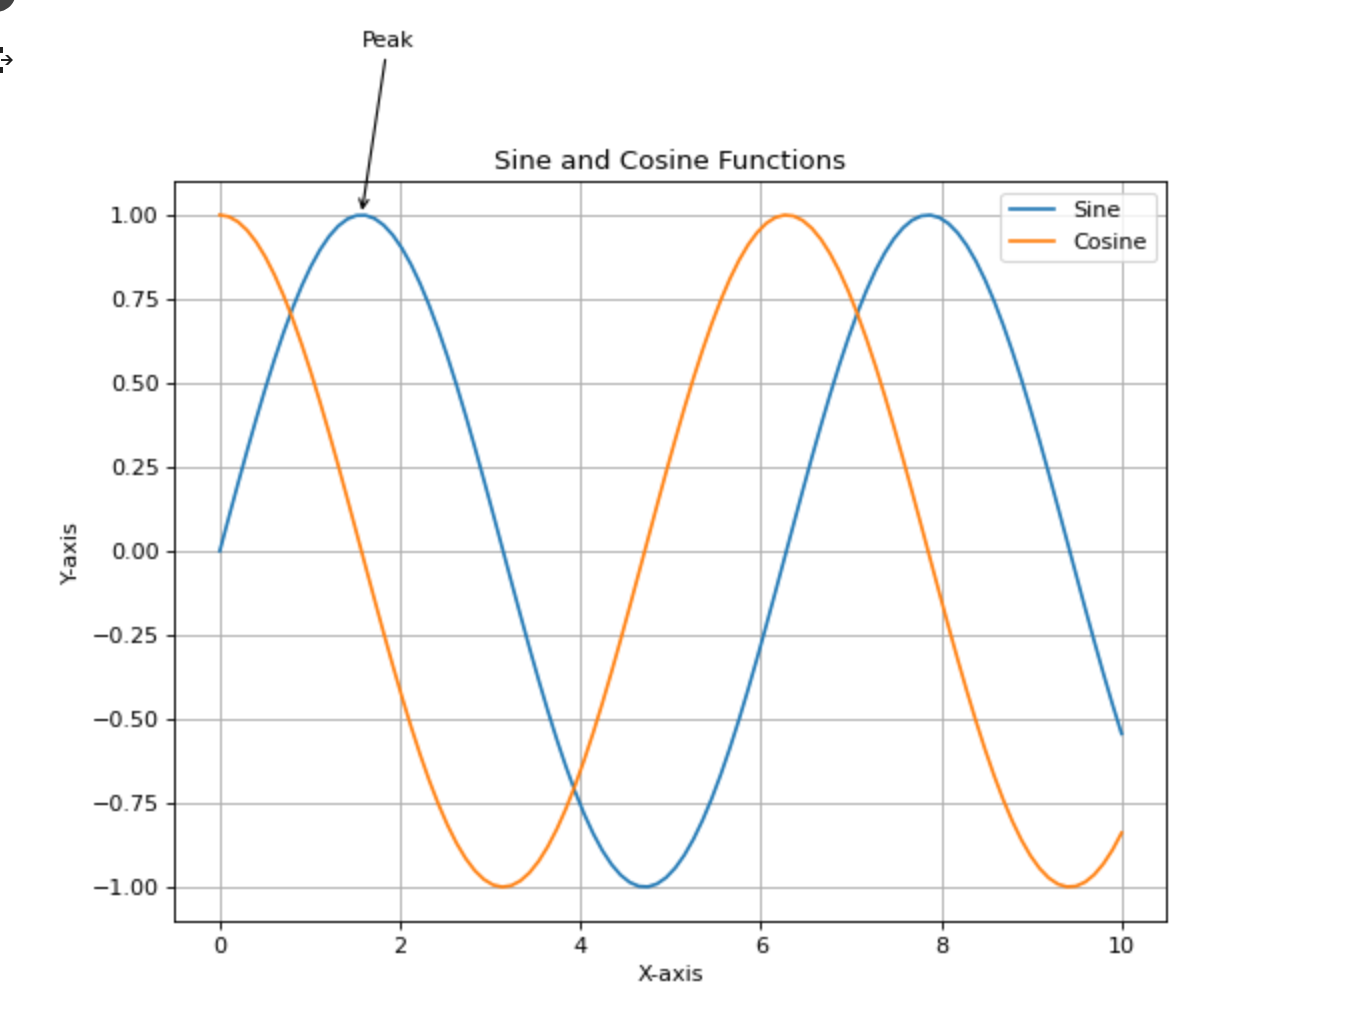 Peak
Sine and Cosine Functions
Sine
Cosine
1.00
0.75
0.50
0.25
0.00
−0.25
−0.50
−0.75
−1.00
Y-axis
0 2 4 6 8 10
X-axis